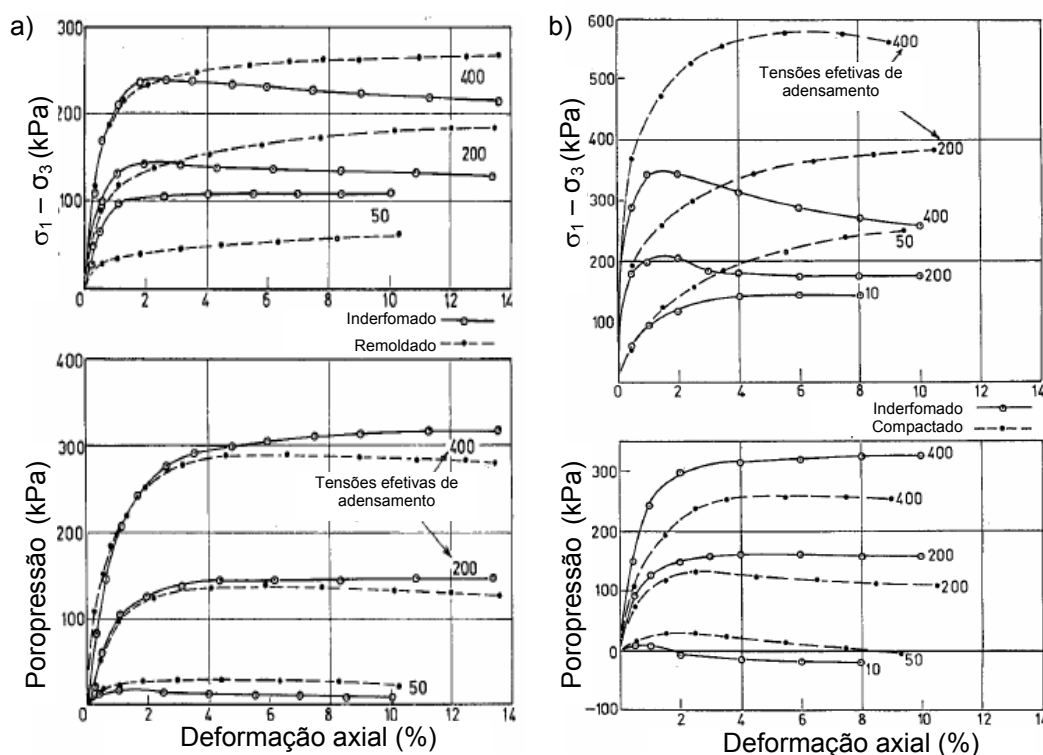 a)
σ1 – σ3 (kPa)
300
200
100
0
400
200
50
0 2 4 6 8 10 12 14
Inderfomado
Remoldado
Poropressão (kPa)
400
300
200
100
0 2 4 6 8 10 12 14
400
Tensões efetivas de
adensamento
200
50
Deformação axial (%)
b)
σ1 – σ3 (kPa)
600
500
400
300
200
100
400
Tensões efetivas de
adensamento
200
400
50
200
10
0 2 4 6 8 10 12 14
Inderfomado
Compactado
Poropressão (kPa)
300
200
100
0
–100
400
400
200
200
50
10
0 2 4 6 8 10 12 14
Deformação axial (%)